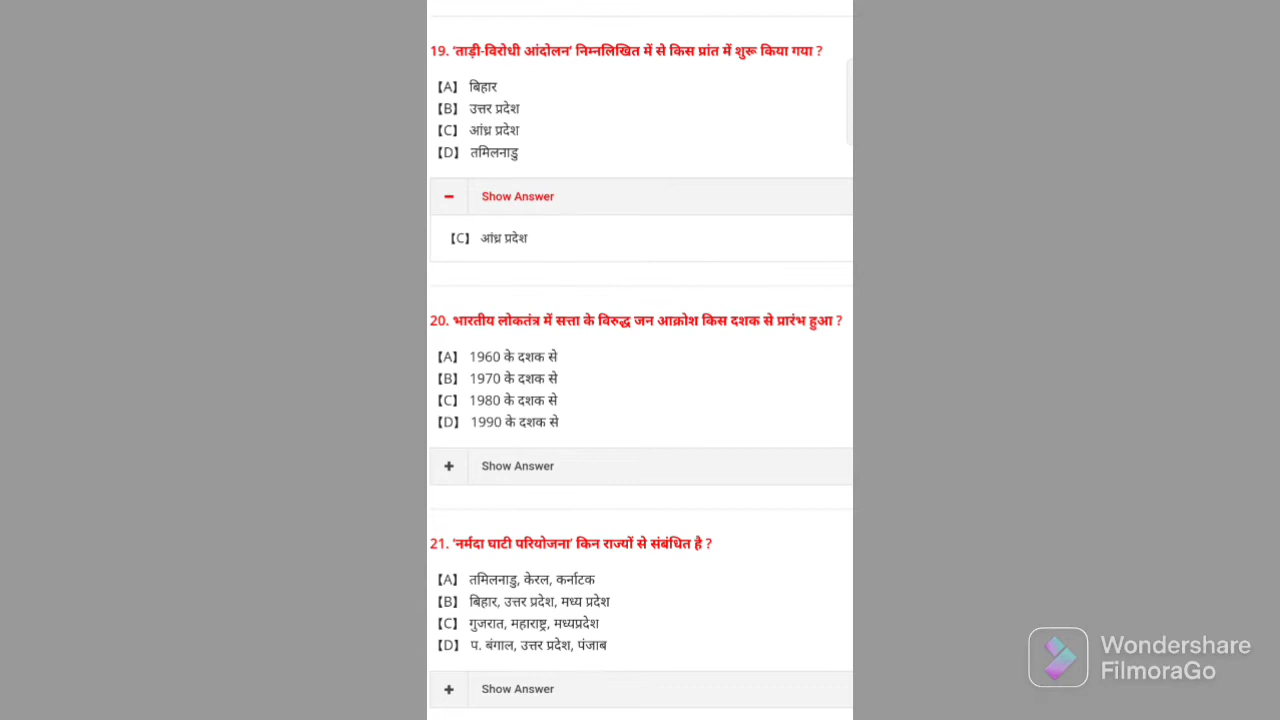 19. ‘ताड़ी-विरोधी आंदोलन’ निम्नलिखित में से किस प्रांत में शुरू किया गया ?
【A】 बिहार
【B】 उत्तर प्रदेश
【C】 आंध्र प्रदेश
【D】 तमिलनाडु
− Show Answer
【C】 आंध्र प्रदेश
20. भारतीय लोकतंत्र में सत्ता के विरुद्ध जन आक्रोश किस दशक से प्रारंभ हुआ ?
【A】 1960 के दशक से
【B】 1970 के दशक से
【C】 1980 के दशक से
【D】 1990 के दशक से
+ Show Answer
21. ‘नर्मदा घाटी परियोजना’ किन राज्यों से संबंधित है ?
【A】 तमिलनाडु, केरल, कर्नाटक
【B】 बिहार, उत्तर प्रदेश, मध्य प्रदेश
【C】 गुजरात, महाराष्ट्र, मध्यप्रदेश
【D】 प. बंगाल, उत्तर प्रदेश, पंजाब
+ Show Answer
Wondershare
FilmoraGo